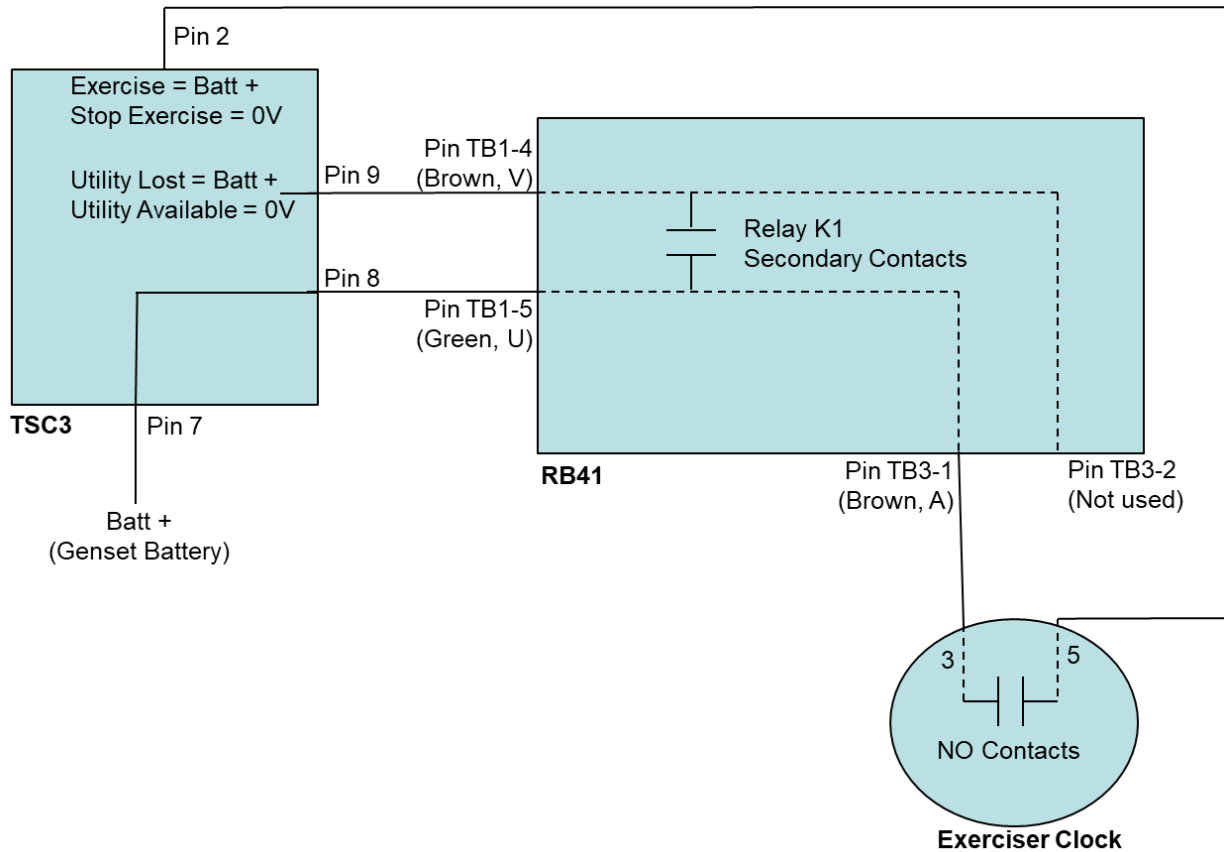 Pin 2
Exercise = Batt +
Stop Exercise = 0V
Utility Lost = Batt +
Utility Available = 0V
Pin 9
Pin TB1-4
(Brown, V)
Relay K1
Secondary Contacts
Pin 8
Pin TB1-5
(Green, U)
TSC3
Pin 7
Batt +
(Genset Battery)
RB41
Pin TB3-1
(Brown, A)
Pin TB3-2
(Not used)
3
5
NO Contacts
Exerciser Clock